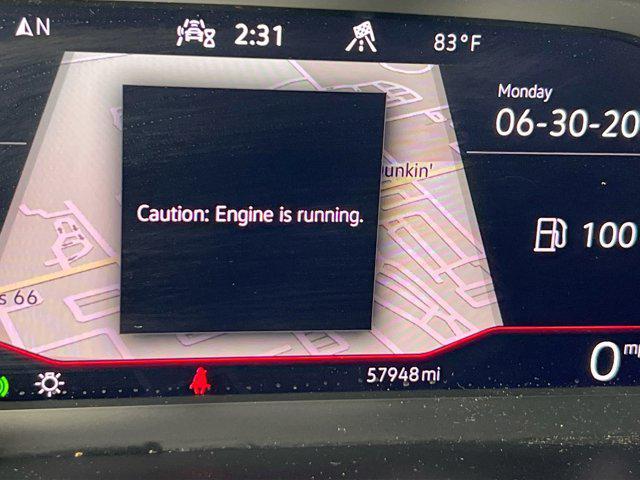 N
2:31
83°F
Monday
06-30-20
unkin'
Caution: Engine is running.
100
s 66
0
57948 mi